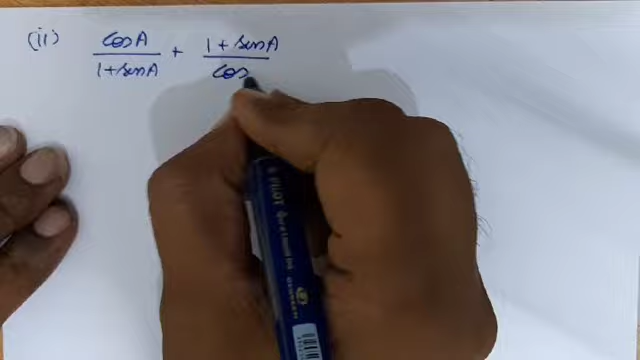 (ii) cosA/1+sinA + 1+sinA/cos
PILOT